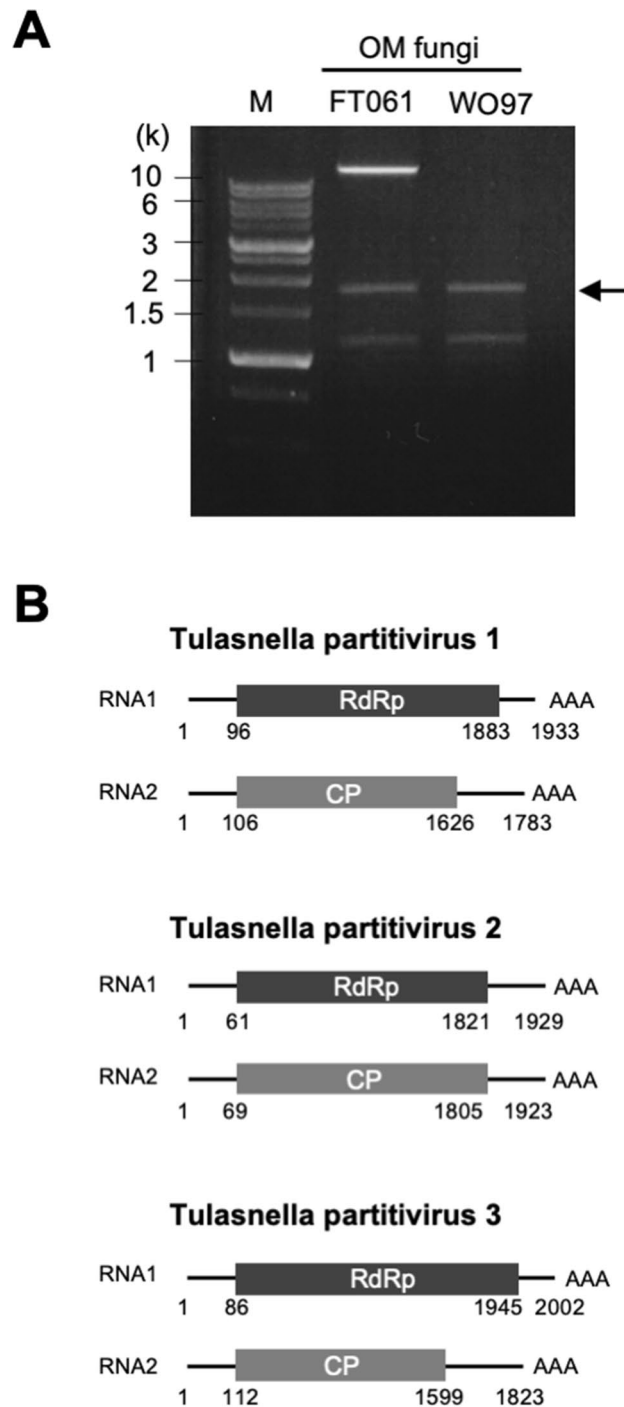 A
OM fungi
M FT061 WO97
(k)
10
6
3
2
1.5
1
B
Tulasnella partitivirus 1
RNA1 RdRp AAA
1 96 1883 1933
RNA2 CP AAA
1 106 1626 1783
Tulasnella partitivirus 2
RNA1 RdRp AAA
1 61 1821 1929
RNA2 CP AAA
1 69 1805 1923
Tulasnella partitivirus 3
RNA1 RdRp AAA
1 86 1945 2002
RNA2 CP AAA
1 112 1599 1823